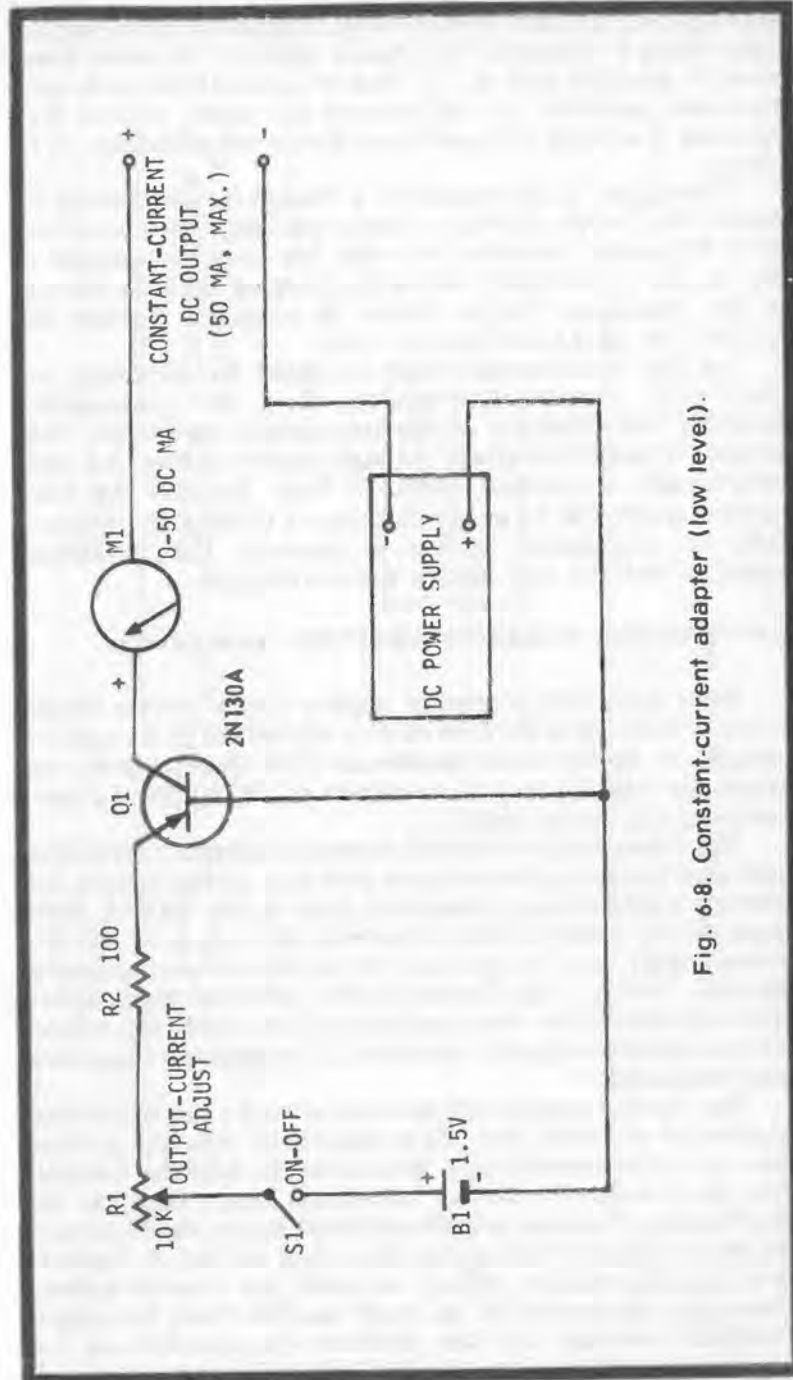 R1
10K
OUTPUT-CURRENT
ADJUST
R2
100
Q1
2N130A
+
M1
0-50 DC MA
+
CONSTANT-CURRENT
DC OUTPUT
(50 MA, MAX.)
-
S1
ON-OFF
+
B1
1.5V
-
DC POWER SUPPLY
-
+
Fig. 6-8. Constant-current adapter (low level).